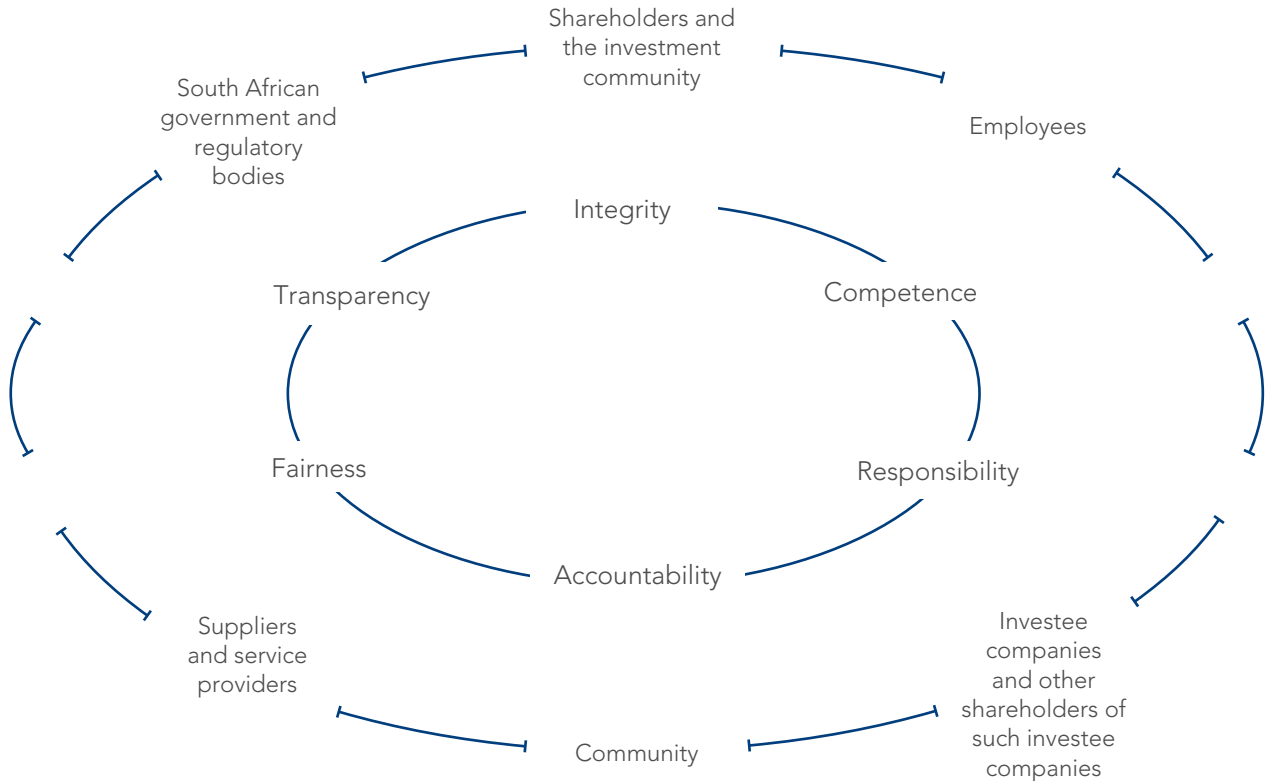 Shareholders and
the investment
community
South African
government and
regulatory
bodies
Employees
Integrity
Transparency
Competence
Fairness
Responsibility
Accountability
Suppliers
and service
providers
Investee
companies
and other
shareholders of
such investee
companies
Community